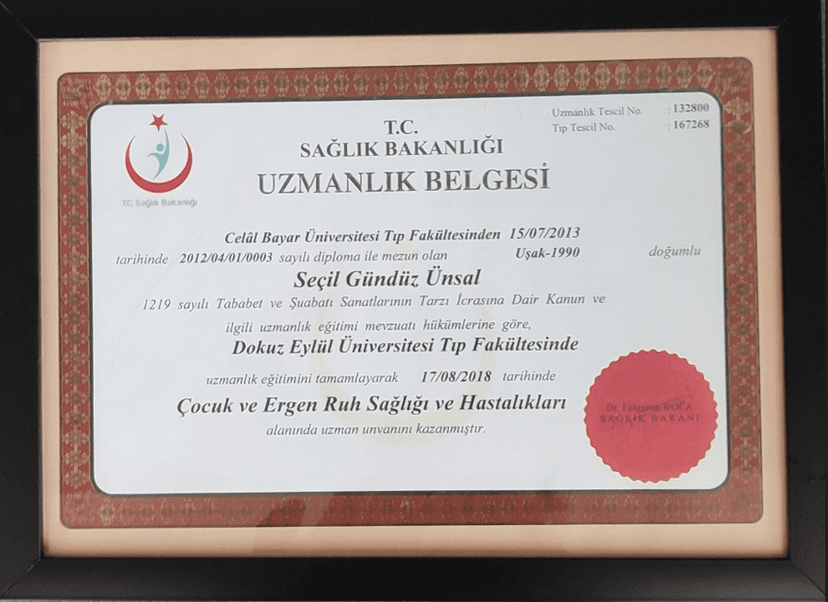 T.C.
SAĞLIK BAKANLIĞI
UZMANLIK BELGESİ
Uzmanlık Tescil No. : 132800
Tıp Tescil No. : 167268
T.C. Sağlık Bakanlığı
Celâl Bayar Üniversitesi Tıp Fakültesinden 15/07/2013
tarihinde 2012/04/01/0003 sayılı diploma ile mezun olan Uşak-1990 doğumlu
Seçil Gündüz Ünsal
1219 sayılı Tababet ve Şuabatı Sanatlarının Tarzı İcrasına Dair Kanun ve
ilgili uzmanlık eğitimi mevzuatı hükümlerine göre,
Dokuz Eylül Üniversitesi Tıp Fakültesinde
uzmanlık eğitimini tamamlayarak 17/08/2018 tarihinde
Çocuk ve Ergen Ruh Sağlığı ve Hastalıkları
alanında uzman unvanını kazanmıştır.
Dr. Fahrettin KOCA
SAĞLIK BAKANI